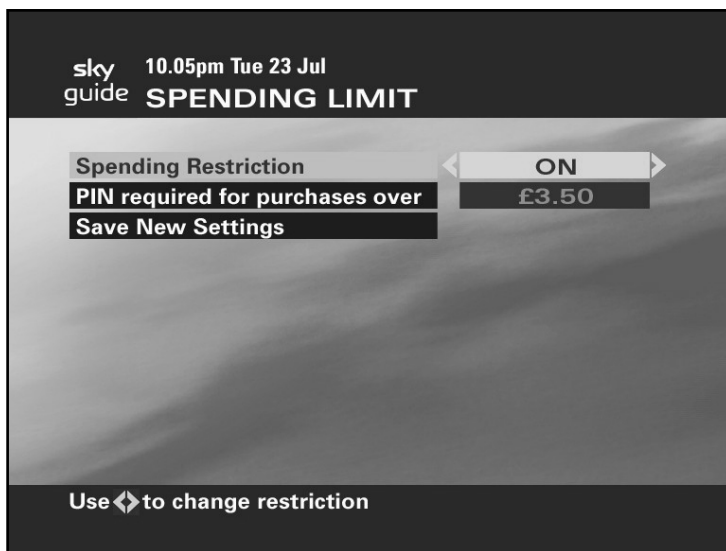 sky 10.05pm Tue 23 Jul
guide SPENDING LIMIT
Spending Restriction ON
PIN required for purchases over £3.50
Save New Settings
Use to change restriction